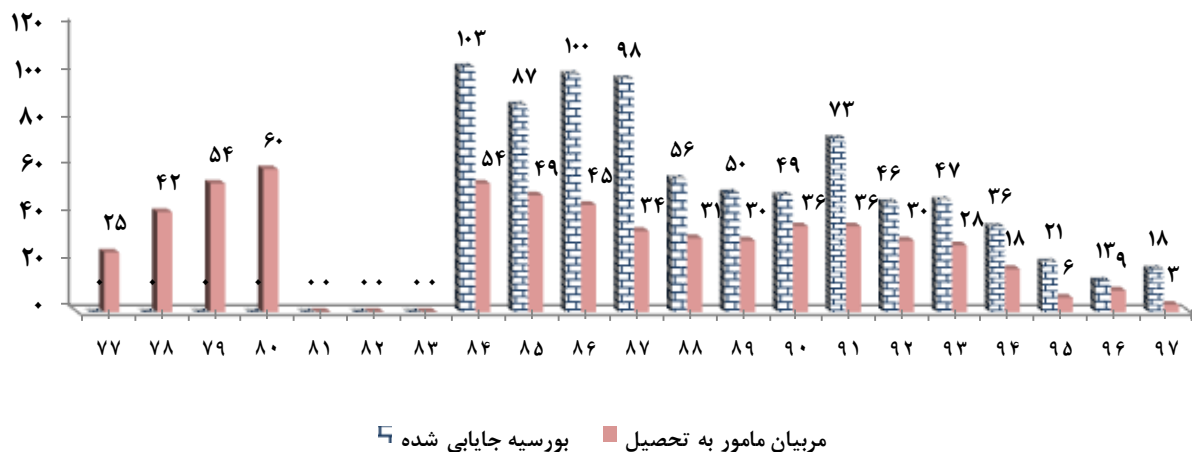 ۱۲۰
۱۰۰
۸۰
۶۰
۴۰
۲۰
۰
۰ ۰ ۰ ۰ ۰ ۰ ۰ ۱۰۳ ۸۷ ۱۰۰ ۹۸ ۵۶ ۵۰ ۴۹ ۷۳ ۴۶ ۴۷ ۳۶ ۲۱ ۱۳ ۱۸
۲۵ ۴۲ ۵۴ ۶۰ ۰ ۰ ۰ ۵۴ ۴۹ ۴۵ ۳۴ ۳۱ ۳۰ ۳۶ ۳۶ ۳۰ ۲۸ ۱۸ ۶ ۹ ۳
۷۷ ۷۸ ۷۹ ۸۰ ۸۱ ۸۲ ۸۳ ۸۴ ۸۵ ۸۶ ۸۷ ۸۸ ۸۹ ۹۰ ۹۱ ۹۲ ۹۳ ۹۴ ۹۵ ۹۶ ۹۷
مربیان مامور به تحصیل
بورسیه جایابی شده